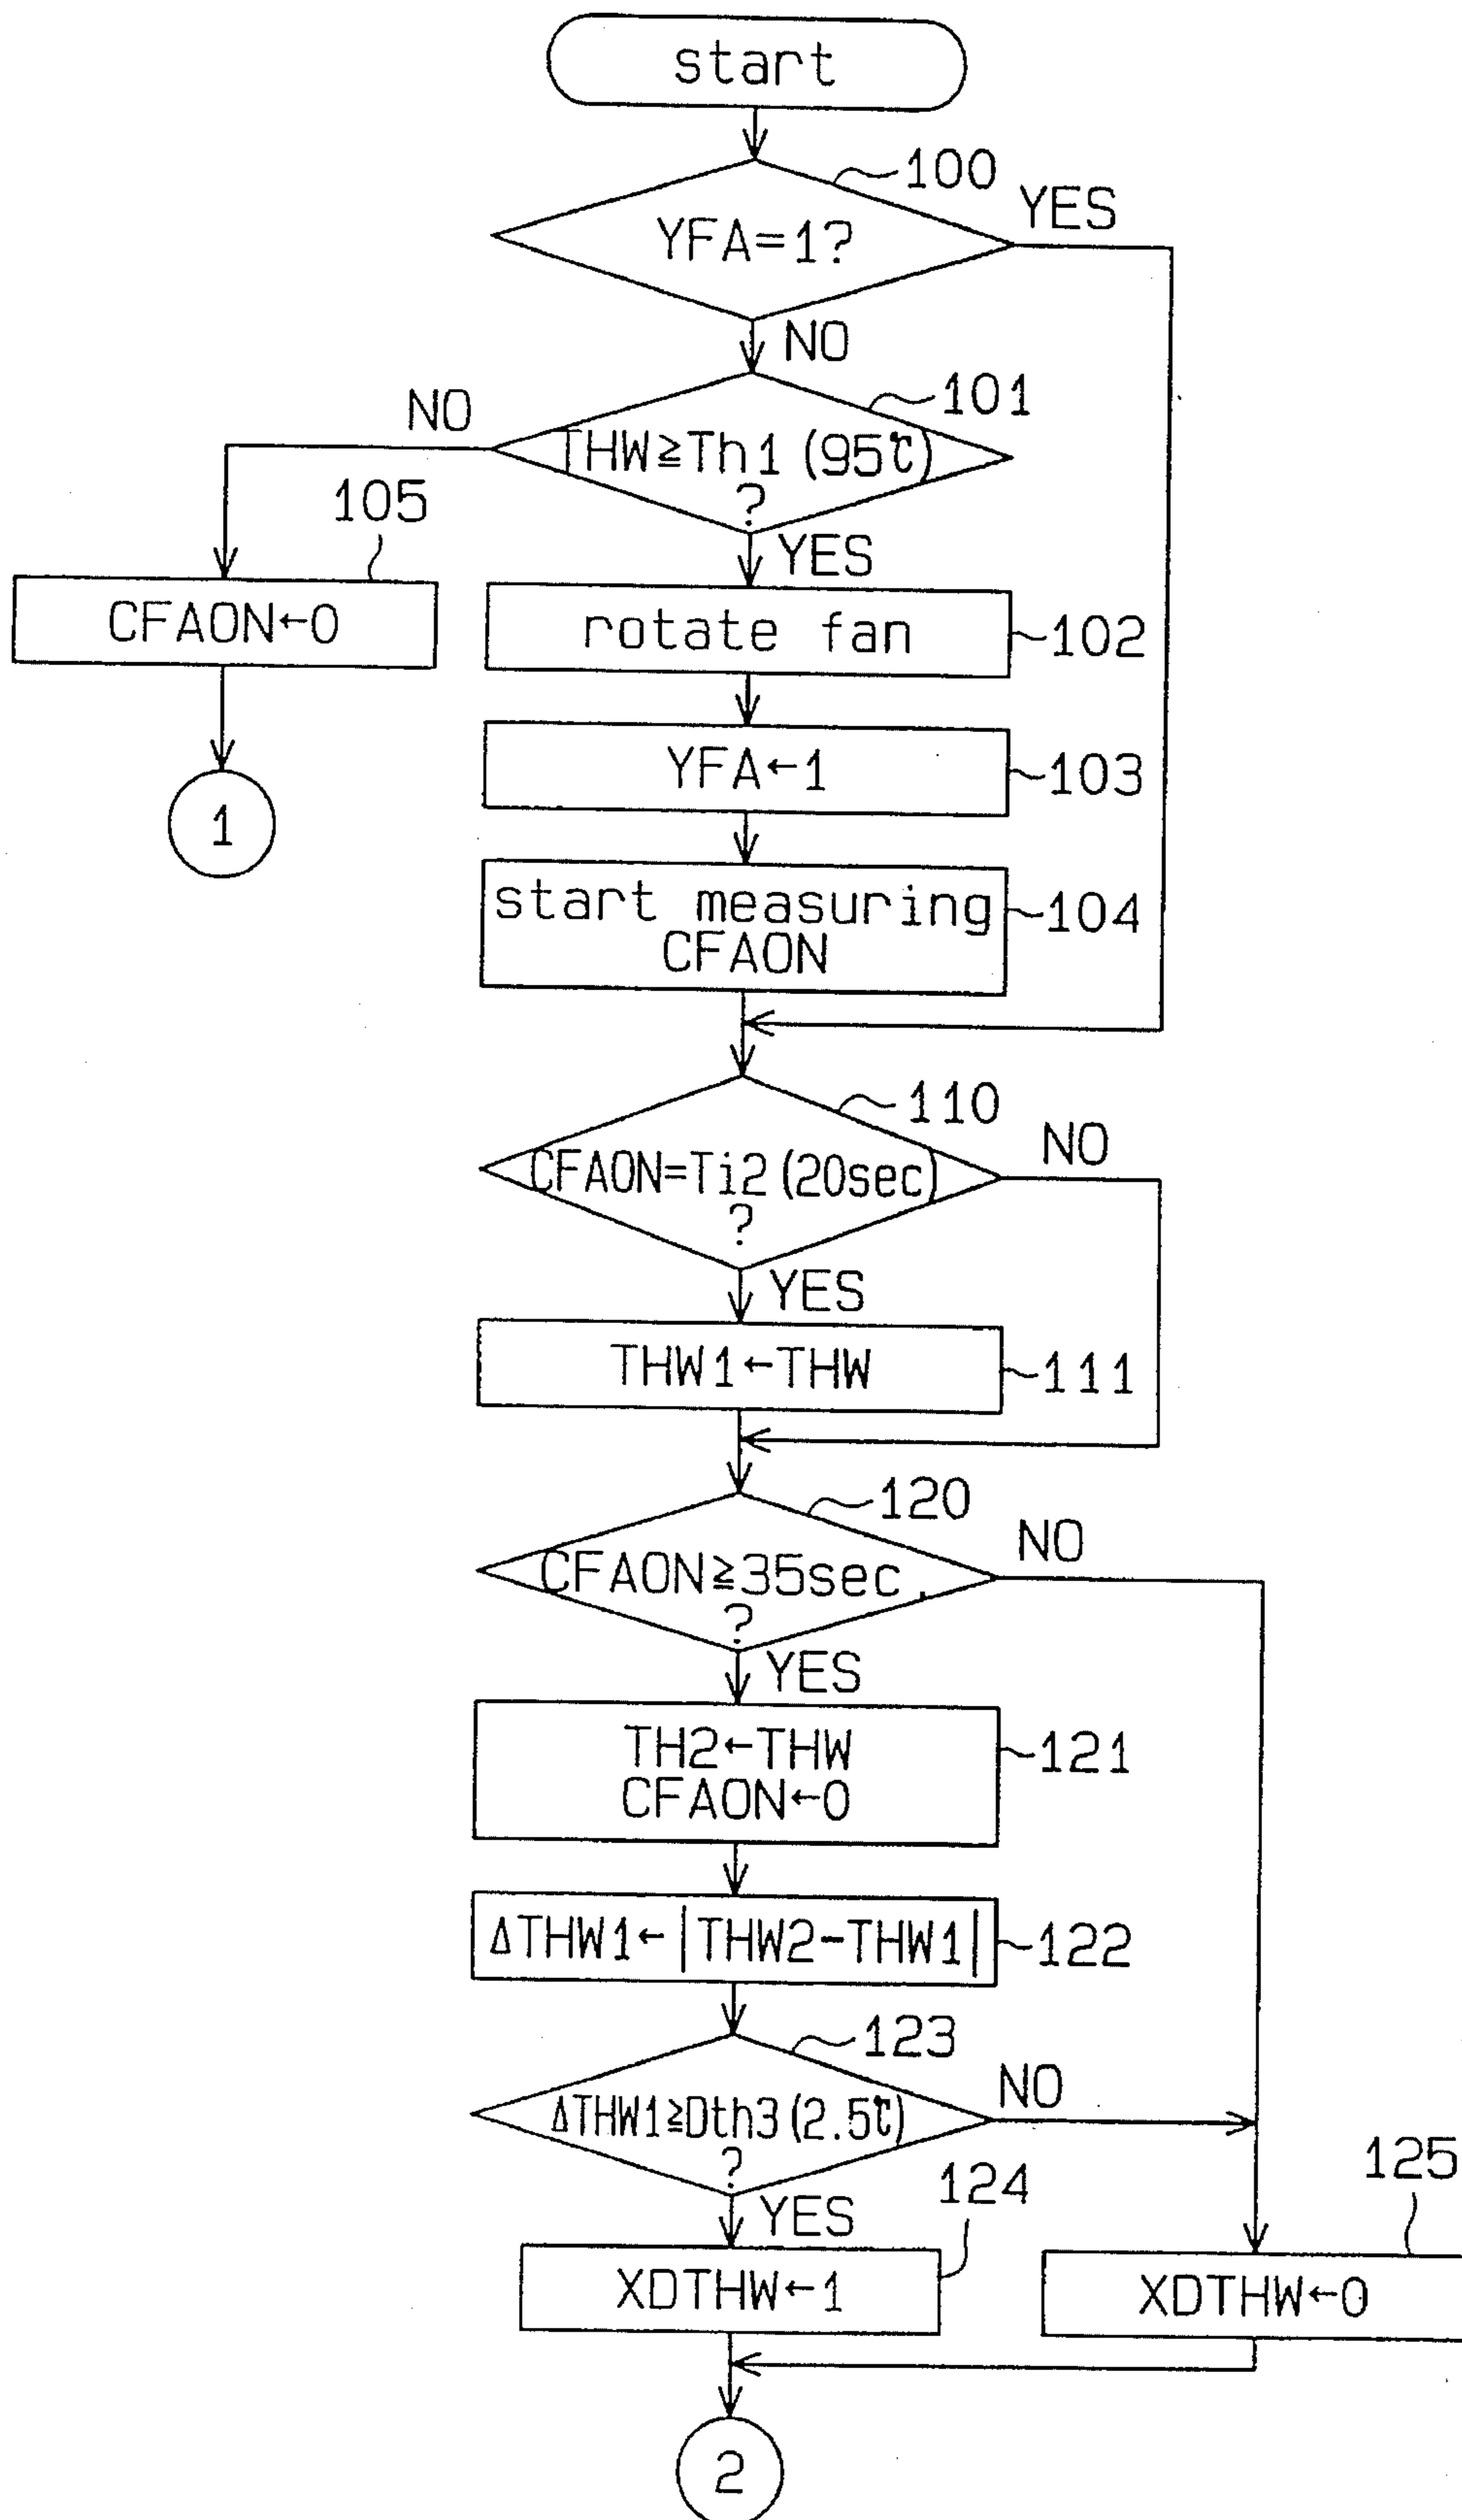 start
100
YES
YFA=1?
NO
101
NO
THW≧Th1(95℃)
?
105
YES
CFAON←0
rotate fan
102
YFA←1
103
1
start measuring
CFAON
104
110
NO
CFAON=Ti2(20sec)
?
YES
THW1←THW
111
120
NO
CFAON≧35sec.
?
YES
TH2←THW
CFAON←0
121
ΔTHW1←|THW2-THW1|
122
123
NO
ΔTHW1≧Dth3(2.5℃)
?
124
125
YES
XDTHW←1
XDTHW←0
2